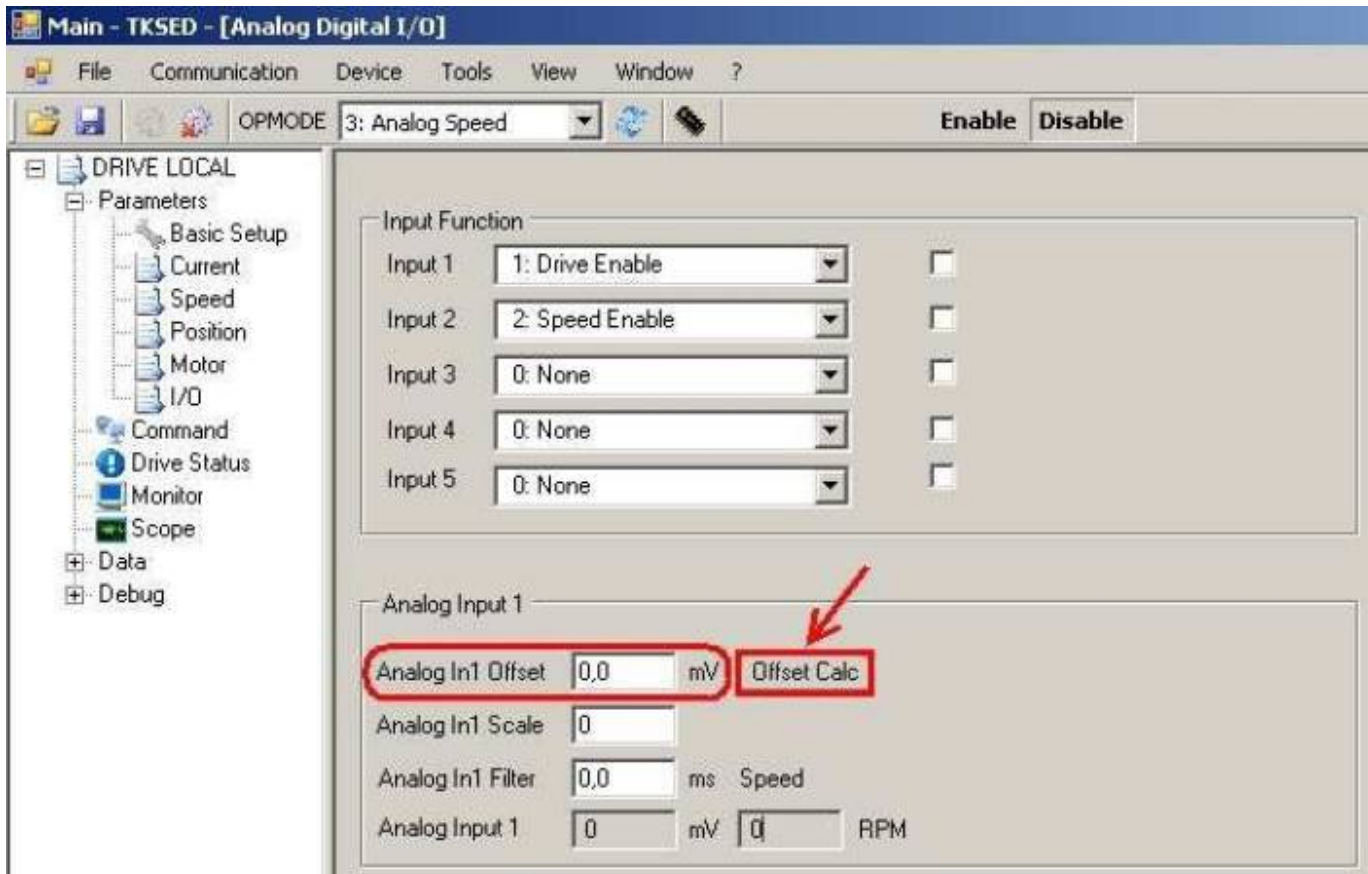 Main - TKSED - [Analog Digital I/O]
File Communication Device Tools View Window ?
OPMODE 3: Analog Speed Enable Disable
DRIVE LOCAL
Parameters
Basic Setup
Current
Speed
Position
Motor
I/O
Command
Drive Status
Monitor
Scope
Data
Debug
Input Function
Input 1 1: Drive Enable
Input 2 2: Speed Enable
Input 3 0: None
Input 4 0: None
Input 5 0: None
Analog Input 1
Analog In1 Offset 0,0 mV Offset Calc
Analog In1 Scale 0
Analog In1 Filter 0,0 ms Speed
Analog Input 1 0 mV 0 RPM